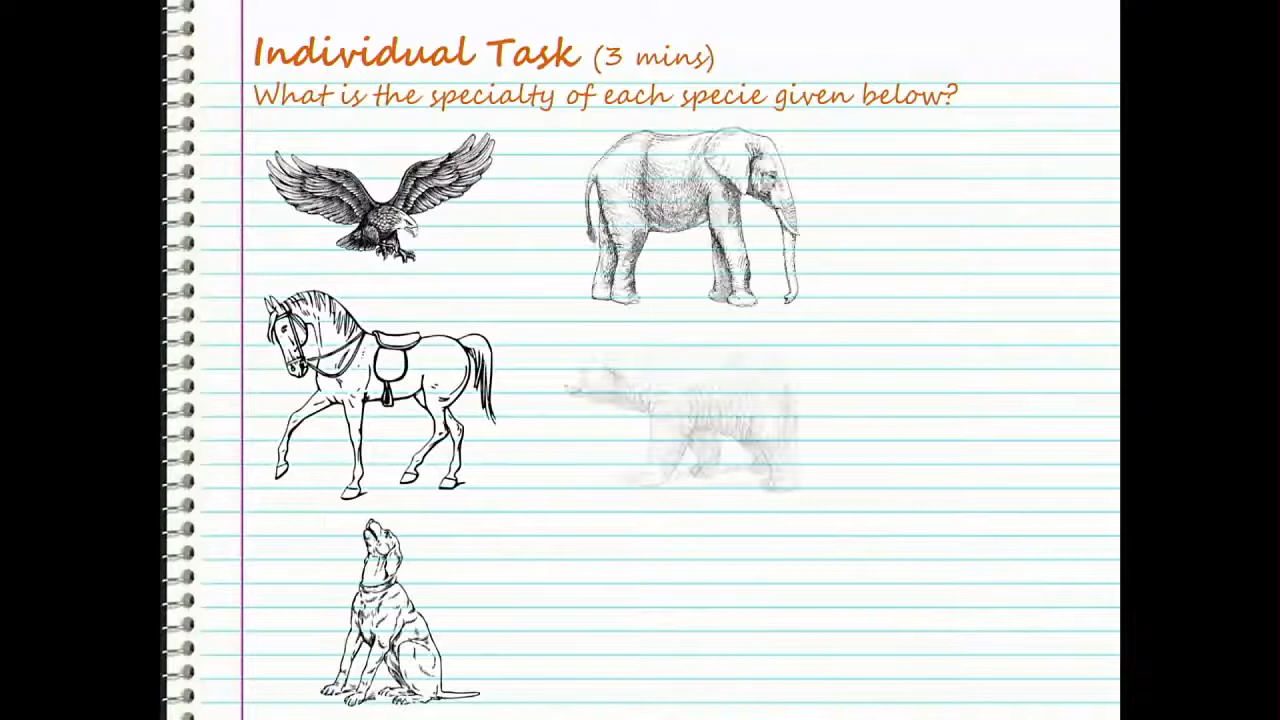 Individual Task (3 mins)
What is the specialty of each specie given below?